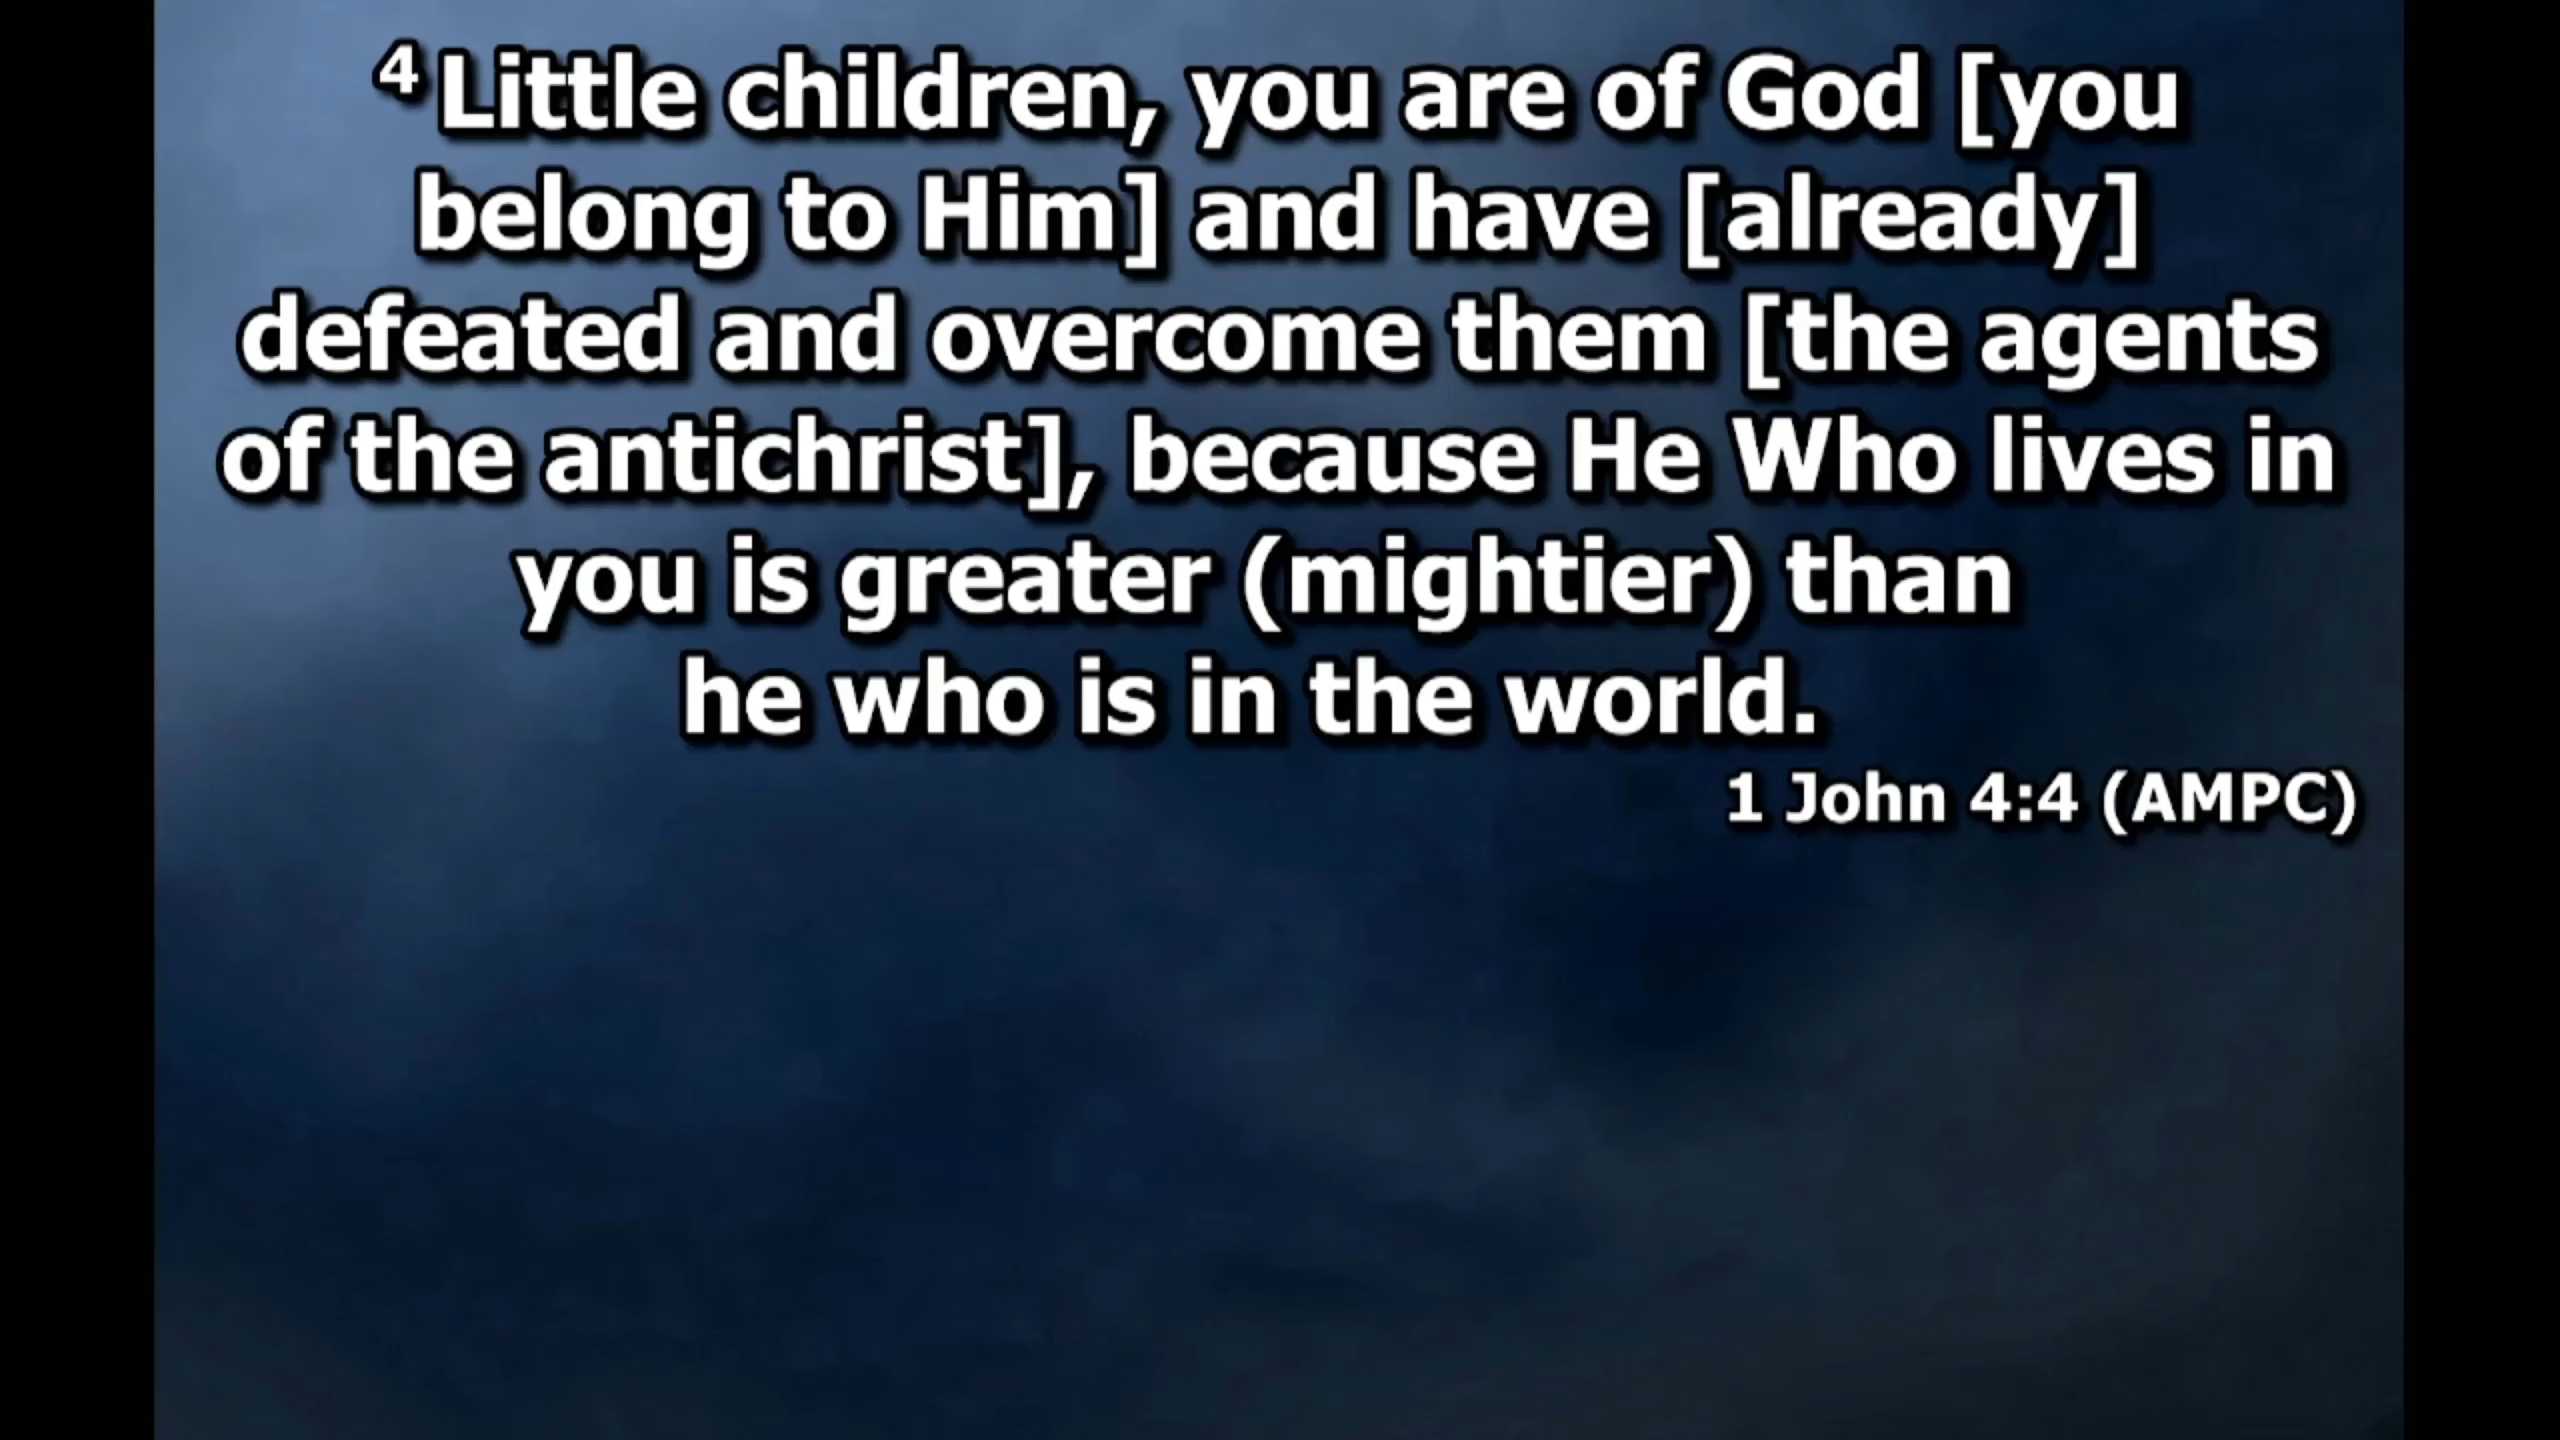 4 Little children, you are of God [you
belong to Him] and have [already]
defeated and overcome them [the agents
of the antichrist], because He Who lives in
you is greater (mightier) than
he who is in the world.
1 John 4:4 (AMPC)